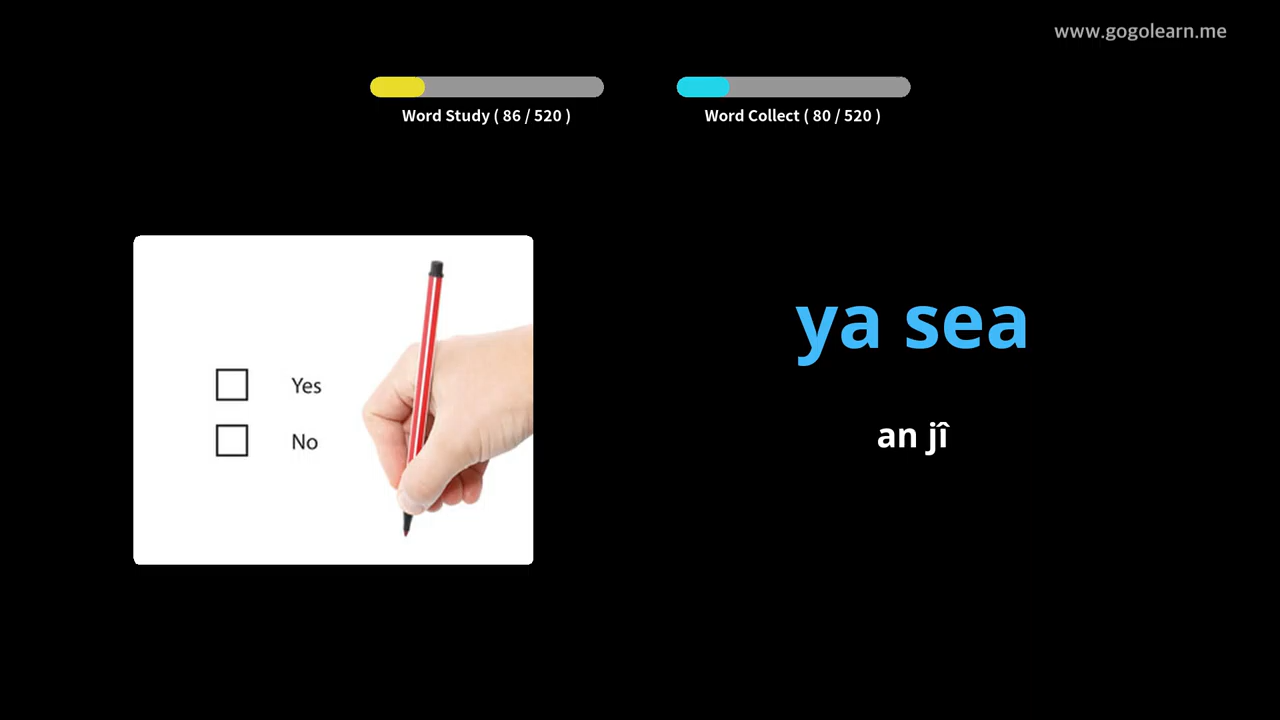 www.gogolearn.me
Word Study ( 86 / 520 )
Word Collect ( 80 / 520 )
Yes
No
ya sea
an jî